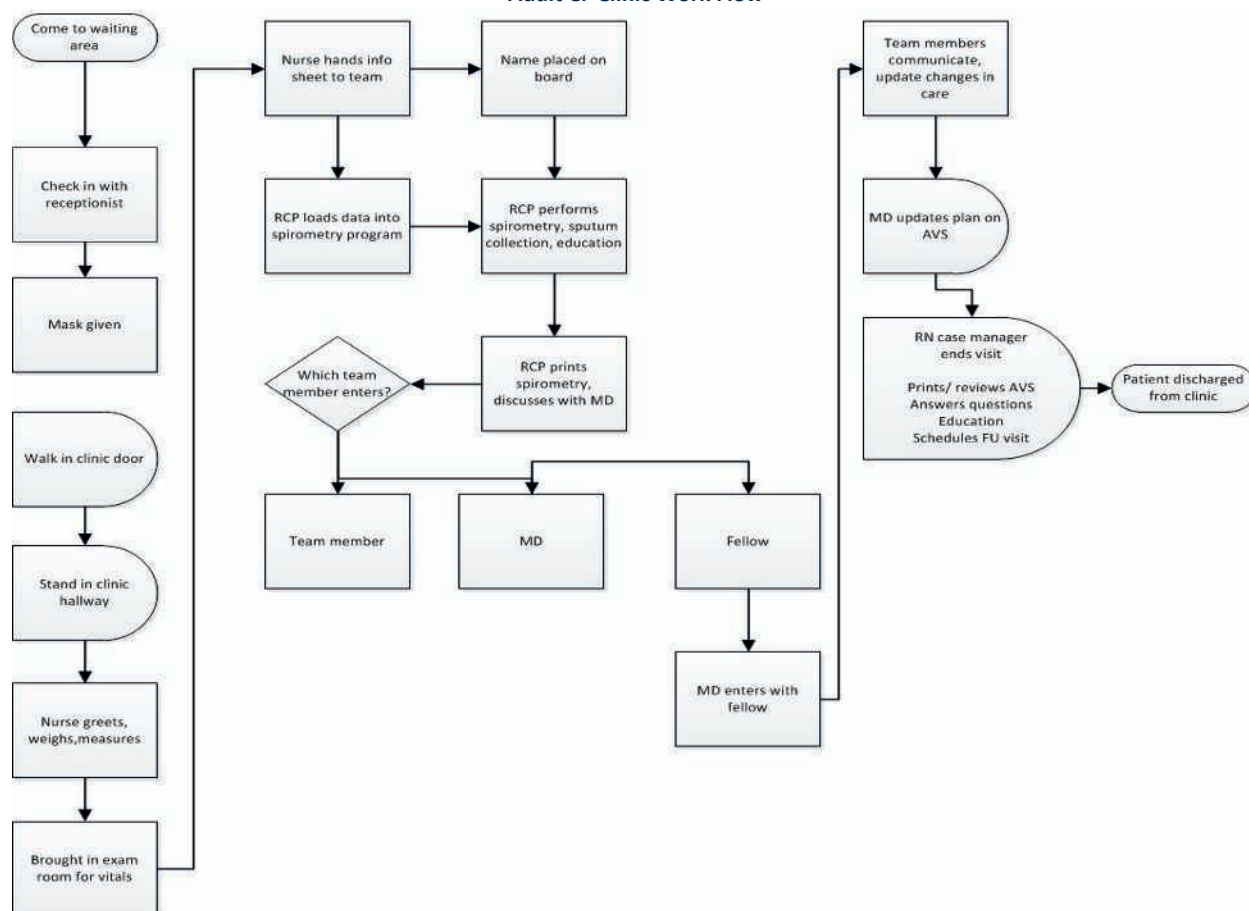 Come to waiting
area
Check in with
receptionist
Mask given
Walk in clinic door
Stand in clinic
hallway
Nurse greets,
weighs,measures
Brought in exam
room for vitals
Nurse hands info
sheet to team
Name placed on
board
RCP loads data into
spirometry program
RCP performs
spirometry, sputum
collection, education
RCP prints
spirometry,
discusses with MD
Which team
member enters?
Team member
MD
Fellow
MD enters with
fellow
Team members
communicate,
update changes in
care
MD updates plan on
AVS
RN case manager
ends visit
Prints/ reviews AVS
Answers questions
Education
Schedules FU visit
Patient discharged
from clinic